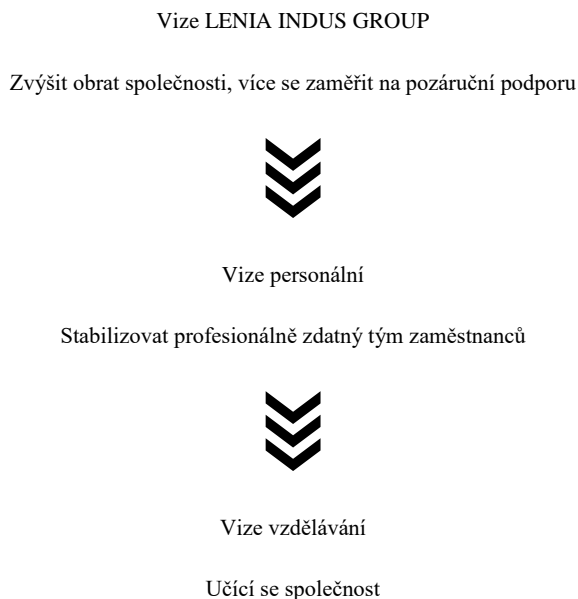 Vize LENIA INDUS GROUP
Zvýšit obrat společnosti, více se zaměřit na pozáruční podporu
Vize personální
Stabilizovat profesionálně zdatný tým zaměstnanců
Vize vzdělávání
Učící se společnost